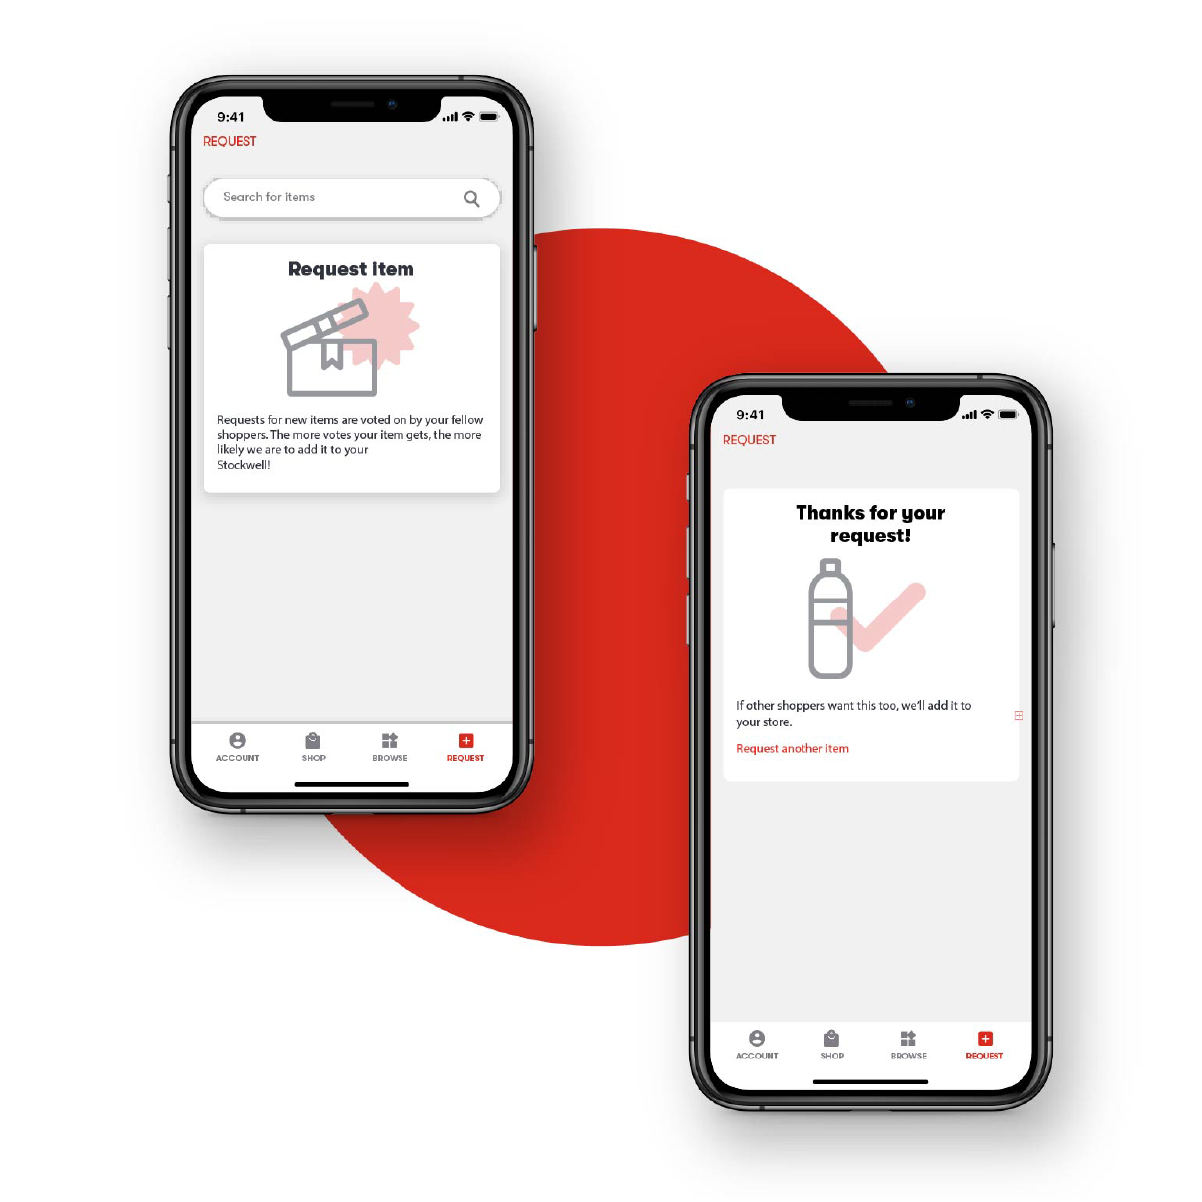 9:41
REQUEST
Search for items
Request item
Requests for new items are voted on by your fellow
shoppers. The more votes your item gets, the more
likely we are to add it to your
Stockwell!
ACCOUNT SHOP BROWSE REQUEST
9:41
REQUEST
Thanks for your
request!
If other shoppers want this too, we'll add it to
your store.
Request another item
ACCOUNT SHOP BROWSE REQUEST